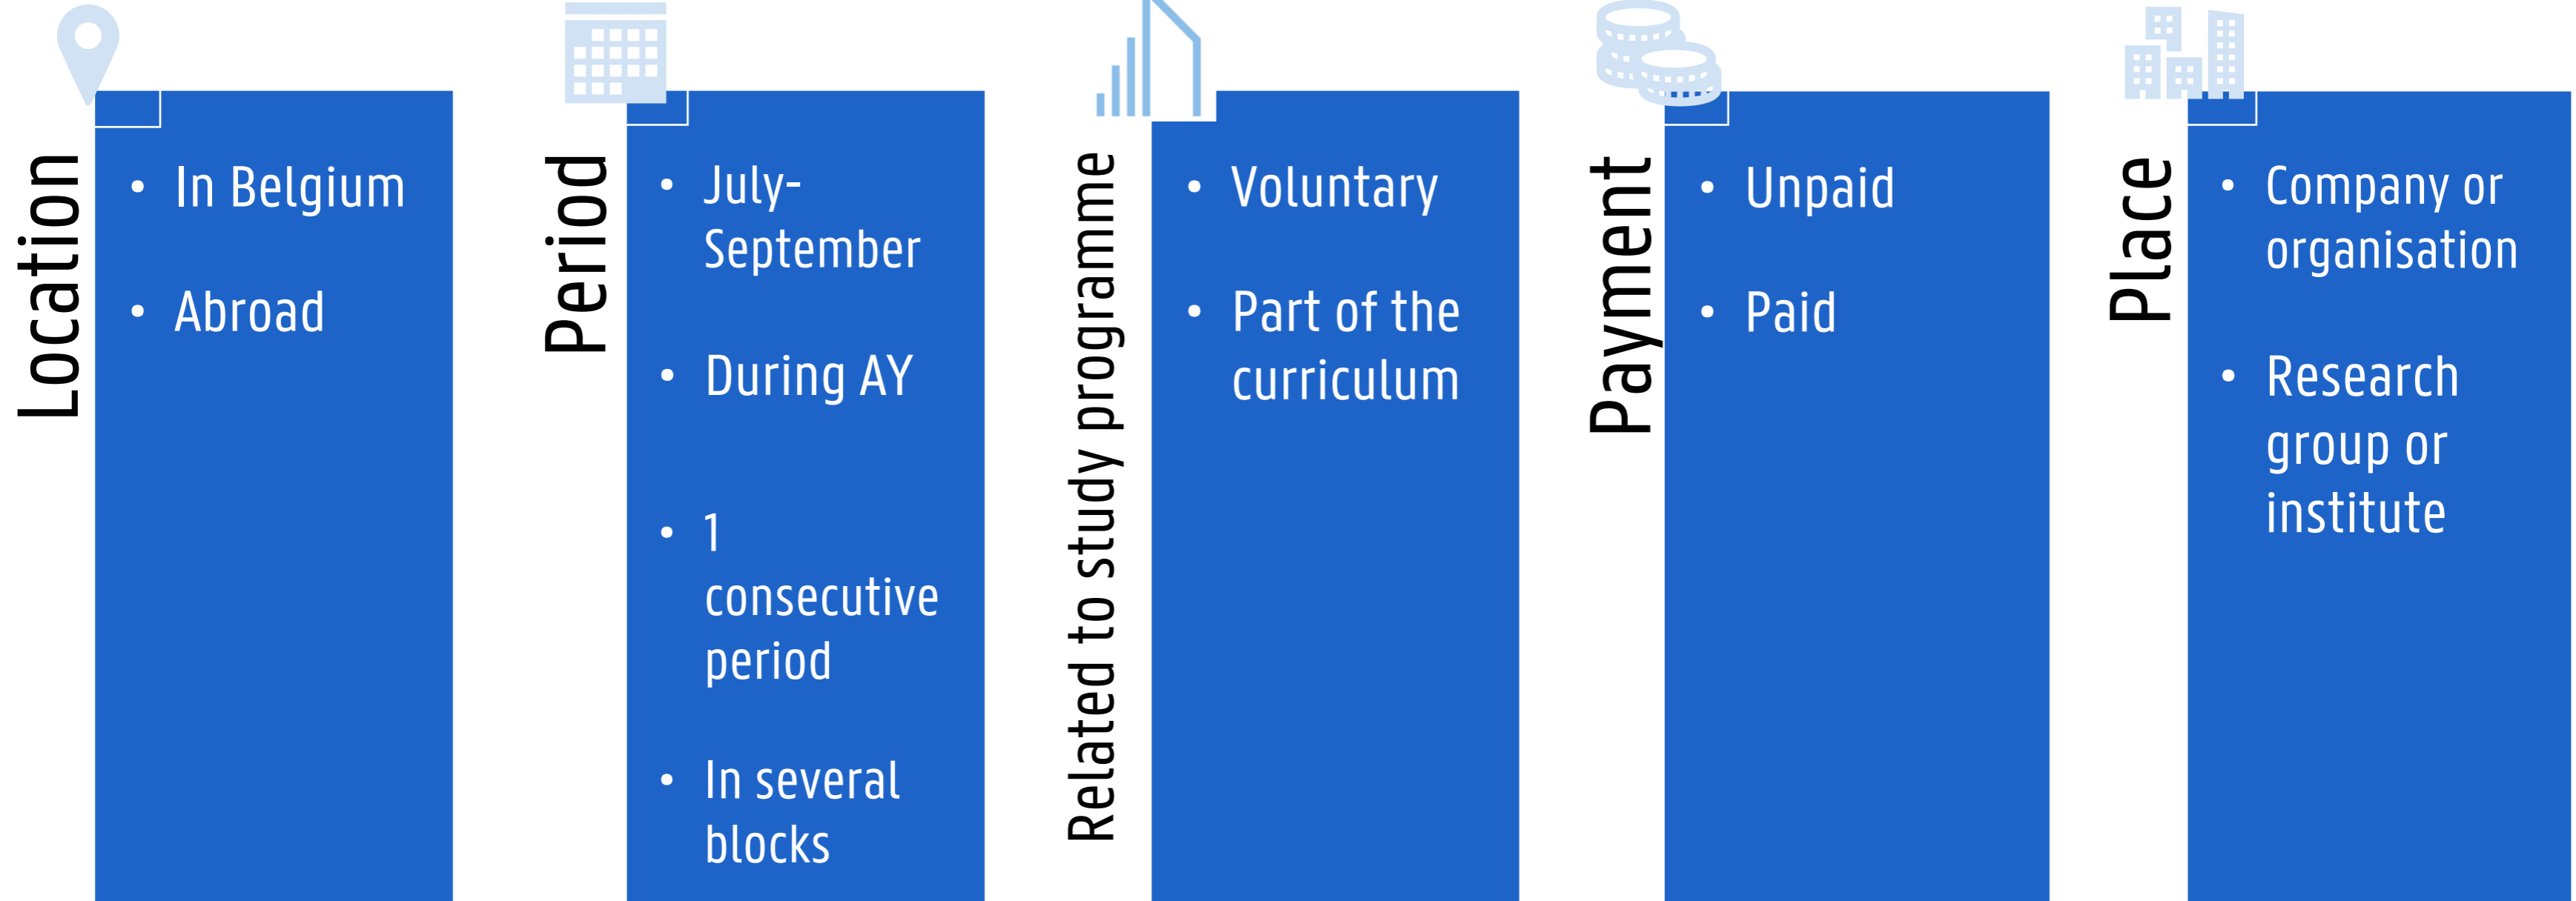 Location
• In Belgium
• Abroad
Period
• July-
September
• During AY
• 1
consecutive
period
• In several
blocks
Related to study programme
• Voluntary
• Part of the
curriculum
Payment
• Unpaid
• Paid
Place
• Company or
organisation
• Research
group or
institute